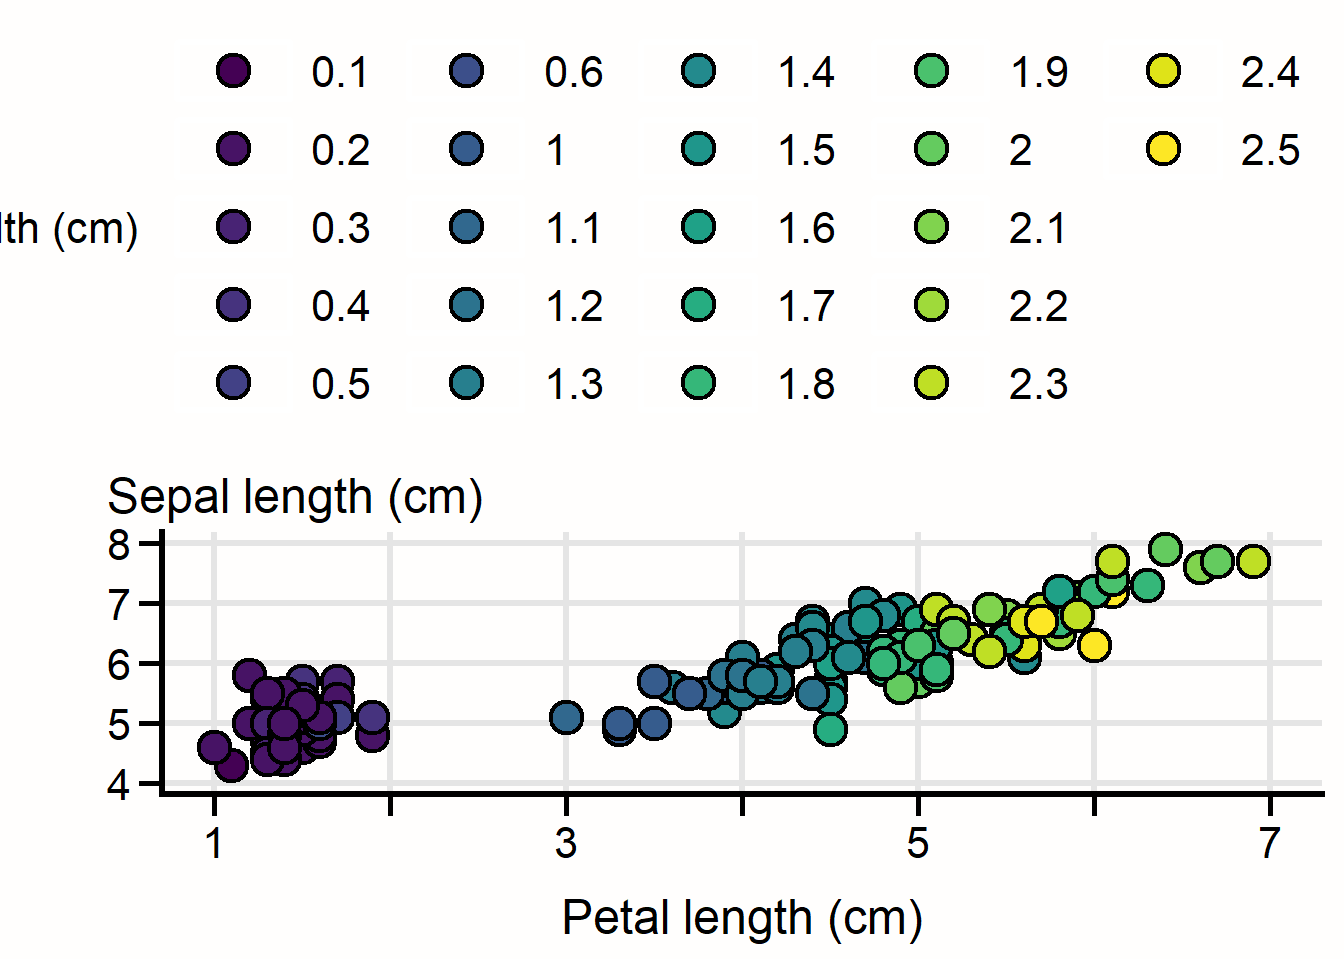 0.1 0.6 1.4 1.9 2.4
0.2 1 1.5 2 2.5
(cm) 0.3 1.1 1.6 2.1
0.4 1.2 1.7 2.2
0.5 1.3 1.8 2.3
Sepal length (cm)
8
7
6
5
4
1 3 5 7
Petal length (cm)